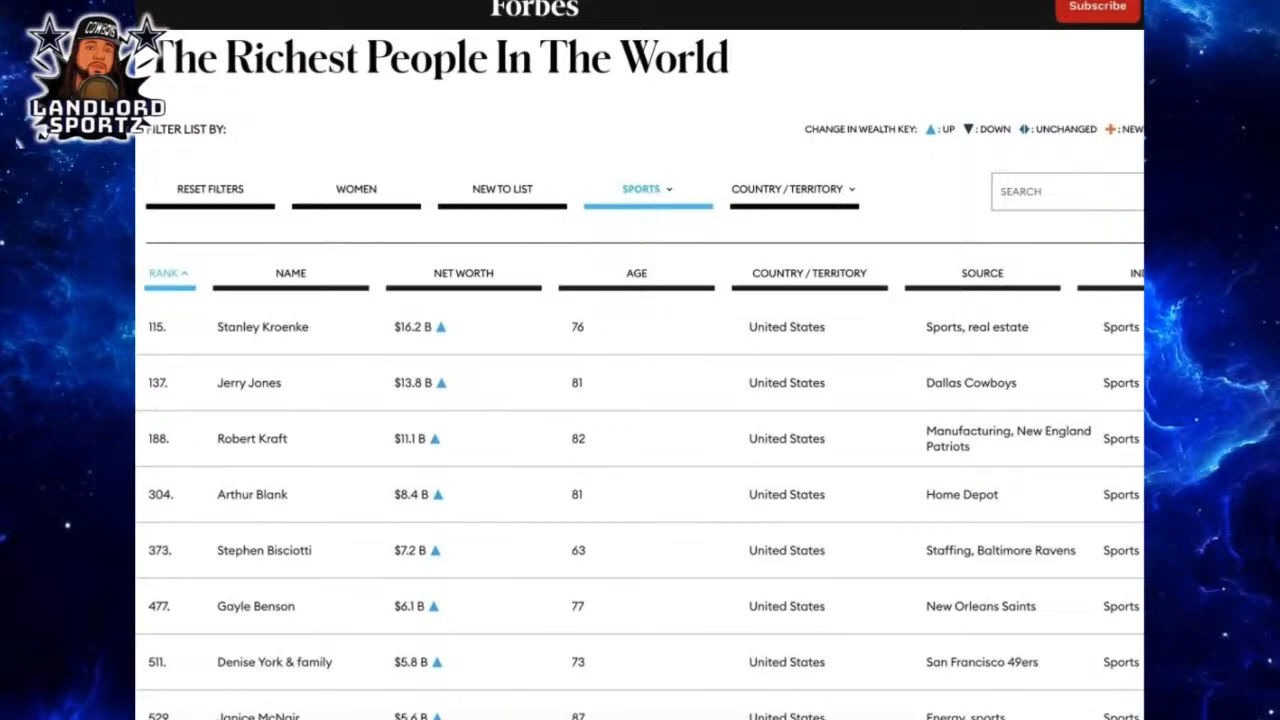 Forbes
Subscribe
COWBOYS
LANDLORD
SPORTZ
The Richest People In The World
FILTER LIST BY:
CHANGE IN WEALTH KEY: : UP : DOWN : UNCHANGED : NEW
RESET FILTERS WOMEN NEW TO LIST SPORTS COUNTRY / TERRITORY SEARCH
RANK NAME NET WORTH AGE COUNTRY / TERRITORY SOURCE IN
115. Stanley Kroenke $16.2 B 76 United States Sports, real estate Sports
137. Jerry Jones $13.8 B 81 United States Dallas Cowboys Sports
188. Robert Kraft $11.1 B 82 United States Manufacturing, New England Patriots Sports
304. Arthur Blank $8.4 B 81 United States Home Depot Sports
373. Stephen Bisciotti $7.2 B 63 United States Staffing, Baltimore Ravens Sports
477. Gayle Benson $6.1 B 77 United States New Orleans Saints Sports
511. Denise York & family $5.8 B 73 United States San Francisco 49ers Sports
529. Janice McNair $5.6 B 87 United States Energy, sports Sports